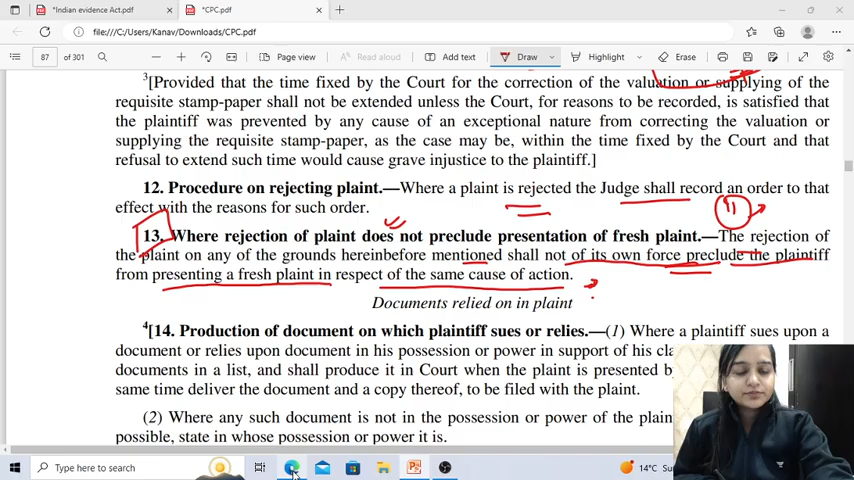 *Indian evidence Act.pdf
*CPC.pdf
file:///C:/Users/Kanav/Downloads/CPC.pdf
87 of 301
Page view
Read aloud
Add text
Draw
Highlight
Erase
3[Provided that the time fixed by the Court for the correction of the valuation or supplying of the
requisite stamp-paper shall not be extended unless the Court, for reasons to be recorded, is satisfied that
the plaintiff was prevented by any cause of an exceptional nature from correcting the valuation or
supplying the requisite stamp-paper, as the case may be, within the time fixed by the Court and that
refusal to extend such time would cause grave injustice to the plaintiff.]
12. Procedure on rejecting plaint.—Where a plaint is rejected the Judge shall record an order to that
effect with the reasons for such order.
11
13. Where rejection of plaint does not preclude presentation of fresh plaint.—The rejection of
the plaint on any of the grounds hereinbefore mentioned shall not of its own force preclude the plaintiff
from presenting a fresh plaint in respect of the same cause of action.
Documents relied on in plaint
4[14. Production of document on which plaintiff sues or relies.—(1) Where a plaintiff sues upon a
document or relies upon document in his possession or power in support of his
documents in a list, and shall produce it in Court when the plaint is presented
same time deliver the document and a copy thereof, to be filed with the plaint.
(2) Where any such document is not in the possession or power of the
possible, state in whose possession or power it is.
Type here to search
14°C